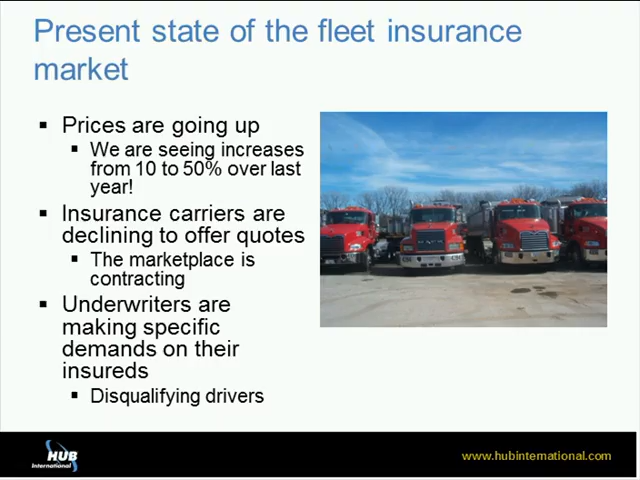 Present state of the fleet insurance
market
Prices are going up
We are seeing increases
from 10 to 50% over last
year!
Insurance carriers are
declining to offer quotes
The marketplace is
contracting
Underwriters are
making specific
demands on their
insureds
Disqualifying drivers
HUB
International
www.hubinternational.com